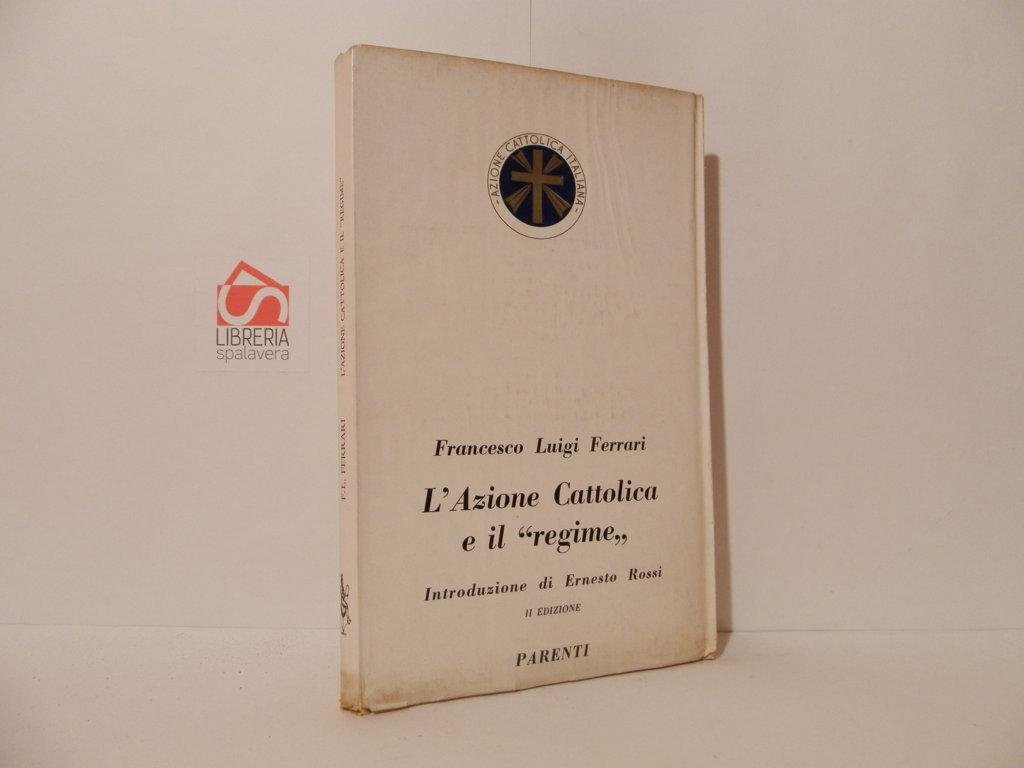 - AZIONE CATTOLICA ITALIANA -
Francesco Luigi Ferrari
L'Azione Cattolica
e il “regime„
Introduzione di Ernesto Rossi
II EDIZIONE
PARENTI
F. L. FERRARI
L'AZIONE CATTOLICA E IL "REGIME"
LIBRERIA
spalavera